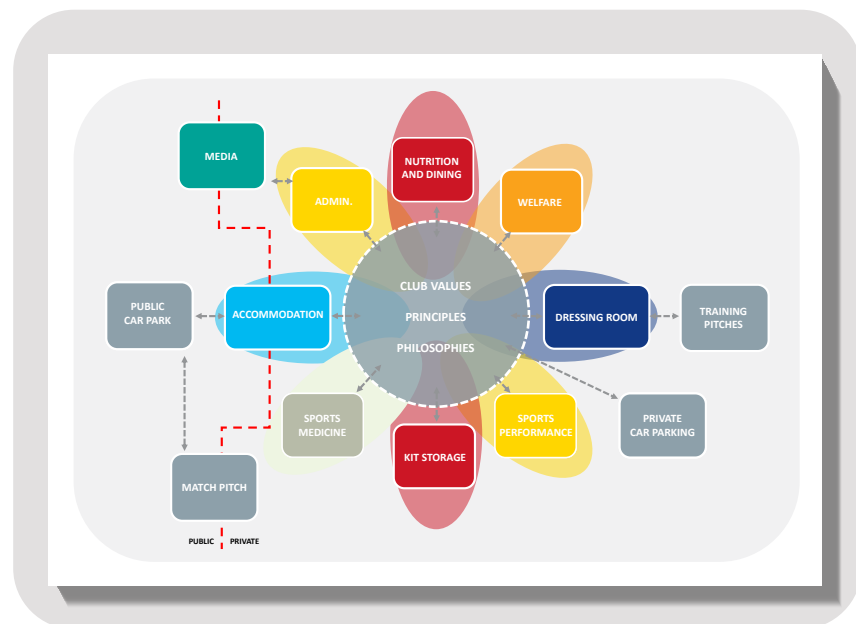 MEDIA
NUTRITION
AND DINING
ADMIN.
WELFARE
CLUB VALUES
PRINCIPLES
PHILOSOPHIES
PUBLIC
CAR PARK
ACCOMMODATION
DRESSING ROOM
TRAINING
PITCHES
SPORTS
MEDICINE
KIT STORAGE
SPORTS
PERFORMANCE
PRIVATE
CAR PARKING
MATCH PITCH
PUBLIC
PRIVATE